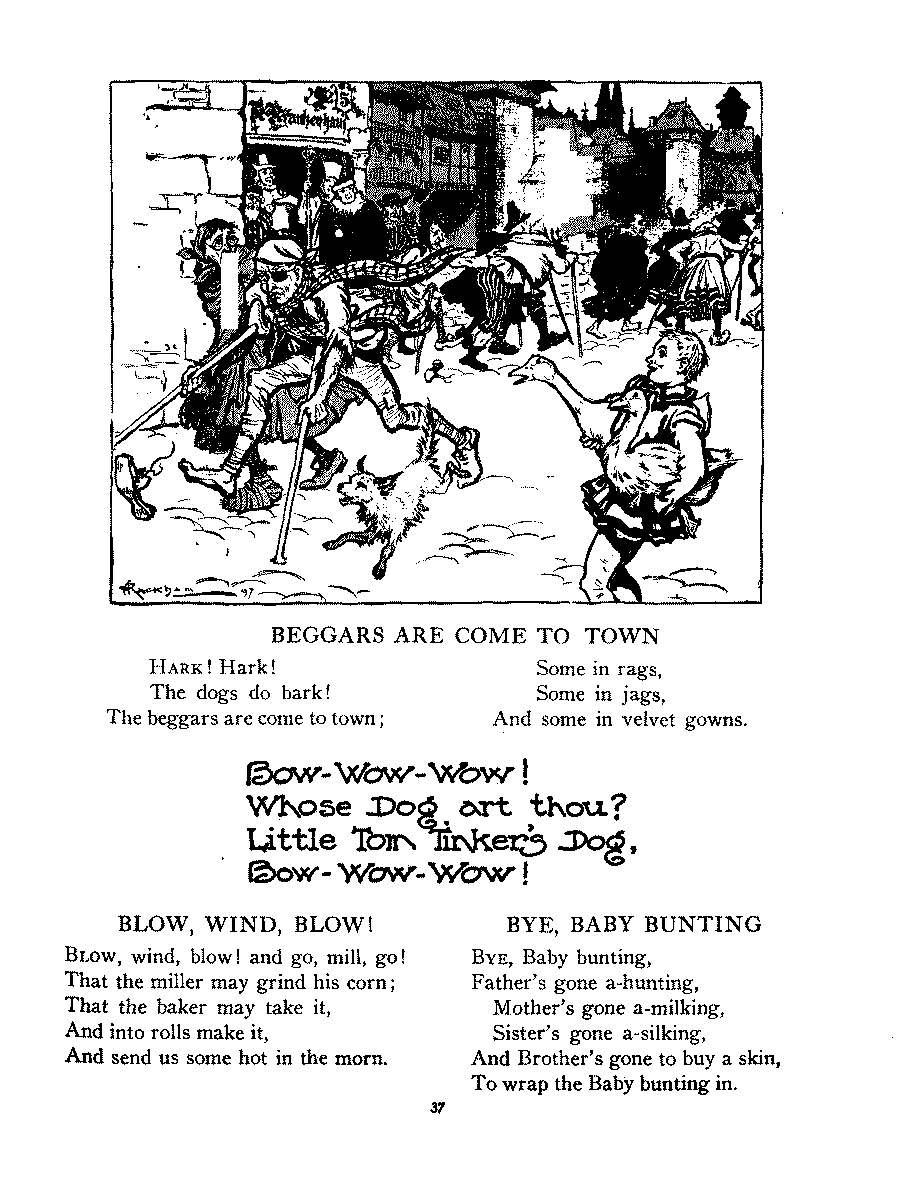 Krankenhaus
ARackham 97
BEGGARS ARE COME TO TOWN
HARK! Hark!
The dogs do bark!
The beggars are come to town;
Some in rags,
Some in jags,
And some in velvet gowns.
Bow-Wow-Wow!
Whose Dog art thou?
Little Tom Tinker's Dog,
Bow-Wow-Wow!
BLOW, WIND, BLOW!
BLOW, wind, blow! and go, mill, go!
That the miller may grind his corn;
That the baker may take it,
And into rolls make it,
And send us some hot in the morn.
BYE, BABY BUNTING
BYE, Baby bunting,
Father's gone a-hunting,
Mother's gone a-milking,
Sister's gone a-silking,
And Brother's gone to buy a skin,
To wrap the Baby bunting in.
37